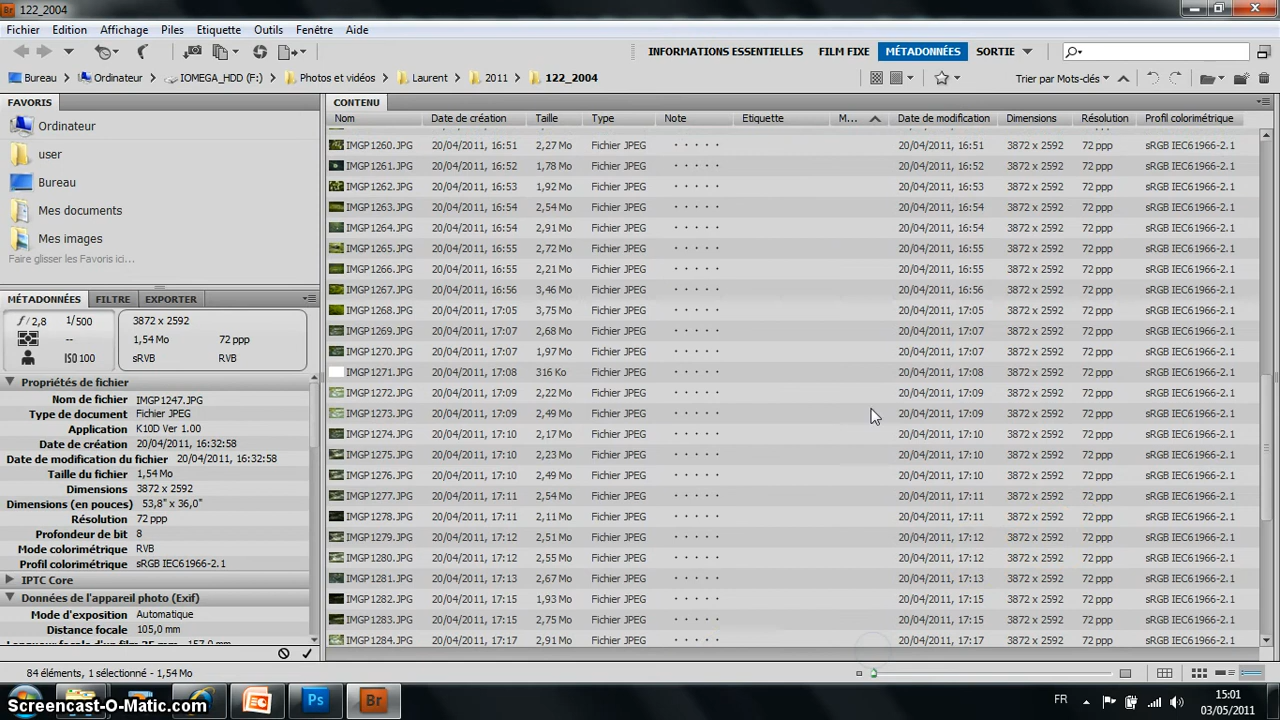 122_2004
Fichier Edition Affichage Piles Etiquette Outils Fenêtre Aide
INFORMATIONS ESSENTIELLES FILM FIXE MÉTADONNÉES SORTIE
Bureau Ordinateur IOMEGA_HDD (F:) Photos et vidéos Laurent 2011 122_2004 Trier par Mots-clés
FAVORIS
Ordinateur
user
Bureau
Mes documents
Mes images
Faire glisser les Favoris ici...
MÉTADONNÉES FILTRE EXPORTER
f/2,8 1/500 3872 x 2592
-- 1,54 Mo 72 ppp
ISO100 sRVB RVB
Propriétés de fichier
Nom de fichier IMGP1247.JPG
Type de document Fichier JPEG
Application K10D Ver 1.00
Date de création 20/04/2011, 16:32:58
Date de modification du fichier 20/04/2011, 16:32:58
Taille du fichier 1,54 Mo
Dimensions 3872 x 2592
Dimensions (en pouces) 53,8" x 36,0"
Résolution 72 ppp
Profondeur de bit 8
Mode colorimétrique RVB
Profil colorimétrique sRGB IEC61966-2.1
IPTC Core
Données de l'appareil photo (Exif)
Mode d'exposition Automatique
Distance focale 105,0 mm
CONTENU
Nom Date de création Taille Type Note Etiquette M... Date de modification Dimensions Résolution Profil colorimétrique
IMGP1260.JPG 20/04/2011, 16:51 2,27 Mo Fichier JPEG 20/04/2011, 16:51 3872 x 2592 72 ppp sRGB IEC61966-2.1
IMGP1261.JPG 20/04/2011, 16:52 1,78 Mo Fichier JPEG 20/04/2011, 16:52 3872 x 2592 72 ppp sRGB IEC61966-2.1
IMGP1262.JPG 20/04/2011, 16:53 1,92 Mo Fichier JPEG 20/04/2011, 16:53 3872 x 2592 72 ppp sRGB IEC61966-2.1
IMGP1263.JPG 20/04/2011, 16:54 2,54 Mo Fichier JPEG 20/04/2011, 16:54 3872 x 2592 72 ppp sRGB IEC61966-2.1
IMGP1264.JPG 20/04/2011, 16:54 2,91 Mo Fichier JPEG 20/04/2011, 16:54 3872 x 2592 72 ppp sRGB IEC61966-2.1
IMGP1265.JPG 20/04/2011, 16:55 2,72 Mo Fichier JPEG 20/04/2011, 16:55 3872 x 2592 72 ppp sRGB IEC61966-2.1
IMGP1266.JPG 20/04/2011, 16:55 2,21 Mo Fichier JPEG 20/04/2011, 16:55 3872 x 2592 72 ppp sRGB IEC61966-2.1
IMGP1267.JPG 20/04/2011, 16:56 3,46 Mo Fichier JPEG 20/04/2011, 16:56 3872 x 2592 72 ppp sRGB IEC61966-2.1
IMGP1268.JPG 20/04/2011, 17:05 3,75 Mo Fichier JPEG 20/04/2011, 17:05 3872 x 2592 72 ppp sRGB IEC61966-2.1
IMGP1269.JPG 20/04/2011, 17:07 2,68 Mo Fichier JPEG 20/04/2011, 17:07 3872 x 2592 72 ppp sRGB IEC61966-2.1
IMGP1270.JPG 20/04/2011, 17:07 1,97 Mo Fichier JPEG 20/04/2011, 17:07 3872 x 2592 72 ppp sRGB IEC61966-2.1
IMGP1271.JPG 20/04/2011, 17:08 316 Ko Fichier JPEG 20/04/2011, 17:08 3872 x 2592 72 ppp sRGB IEC61966-2.1
IMGP1272.JPG 20/04/2011, 17:09 2,22 Mo Fichier JPEG 20/04/2011, 17:09 3872 x 2592 72 ppp sRGB IEC61966-2.1
IMGP1273.JPG 20/04/2011, 17:09 2,49 Mo Fichier JPEG 20/04/2011, 17:09 3872 x 2592 72 ppp sRGB IEC61966-2.1
IMGP1274.JPG 20/04/2011, 17:10 2,17 Mo Fichier JPEG 20/04/2011, 17:10 3872 x 2592 72 ppp sRGB IEC61966-2.1
IMGP1275.JPG 20/04/2011, 17:10 2,23 Mo Fichier JPEG 20/04/2011, 17:10 3872 x 2592 72 ppp sRGB IEC61966-2.1
IMGP1276.JPG 20/04/2011, 17:10 2,49 Mo Fichier JPEG 20/04/2011, 17:10 3872 x 2592 72 ppp sRGB IEC61966-2.1
IMGP1277.JPG 20/04/2011, 17:11 2,54 Mo Fichier JPEG 20/04/2011, 17:11 3872 x 2592 72 ppp sRGB IEC61966-2.1
IMGP1278.JPG 20/04/2011, 17:11 2,11 Mo Fichier JPEG 20/04/2011, 17:11 3872 x 2592 72 ppp sRGB IEC61966-2.1
IMGP1279.JPG 20/04/2011, 17:12 2,51 Mo Fichier JPEG 20/04/2011, 17:12 3872 x 2592 72 ppp sRGB IEC61966-2.1
IMGP1280.JPG 20/04/2011, 17:12 2,55 Mo Fichier JPEG 20/04/2011, 17:12 3872 x 2592 72 ppp sRGB IEC61966-2.1
IMGP1281.JPG 20/04/2011, 17:13 2,67 Mo Fichier JPEG 20/04/2011, 17:13 3872 x 2592 72 ppp sRGB IEC61966-2.1
IMGP1282.JPG 20/04/2011, 17:15 1,93 Mo Fichier JPEG 20/04/2011, 17:15 3872 x 2592 72 ppp sRGB IEC61966-2.1
IMGP1283.JPG 20/04/2011, 17:15 2,75 Mo Fichier JPEG 20/04/2011, 17:15 3872 x 2592 72 ppp sRGB IEC61966-2.1
IMGP1284.JPG 20/04/2011, 17:17 2,91 Mo Fichier JPEG 20/04/2011, 17:17 3872 x 2592 72 ppp sRGB IEC61966-2.1
84 éléments, 1 sélectionné - 1,54 Mo
Ps Br FR 15:01
Screencast-O-Matic.com 03/05/2011